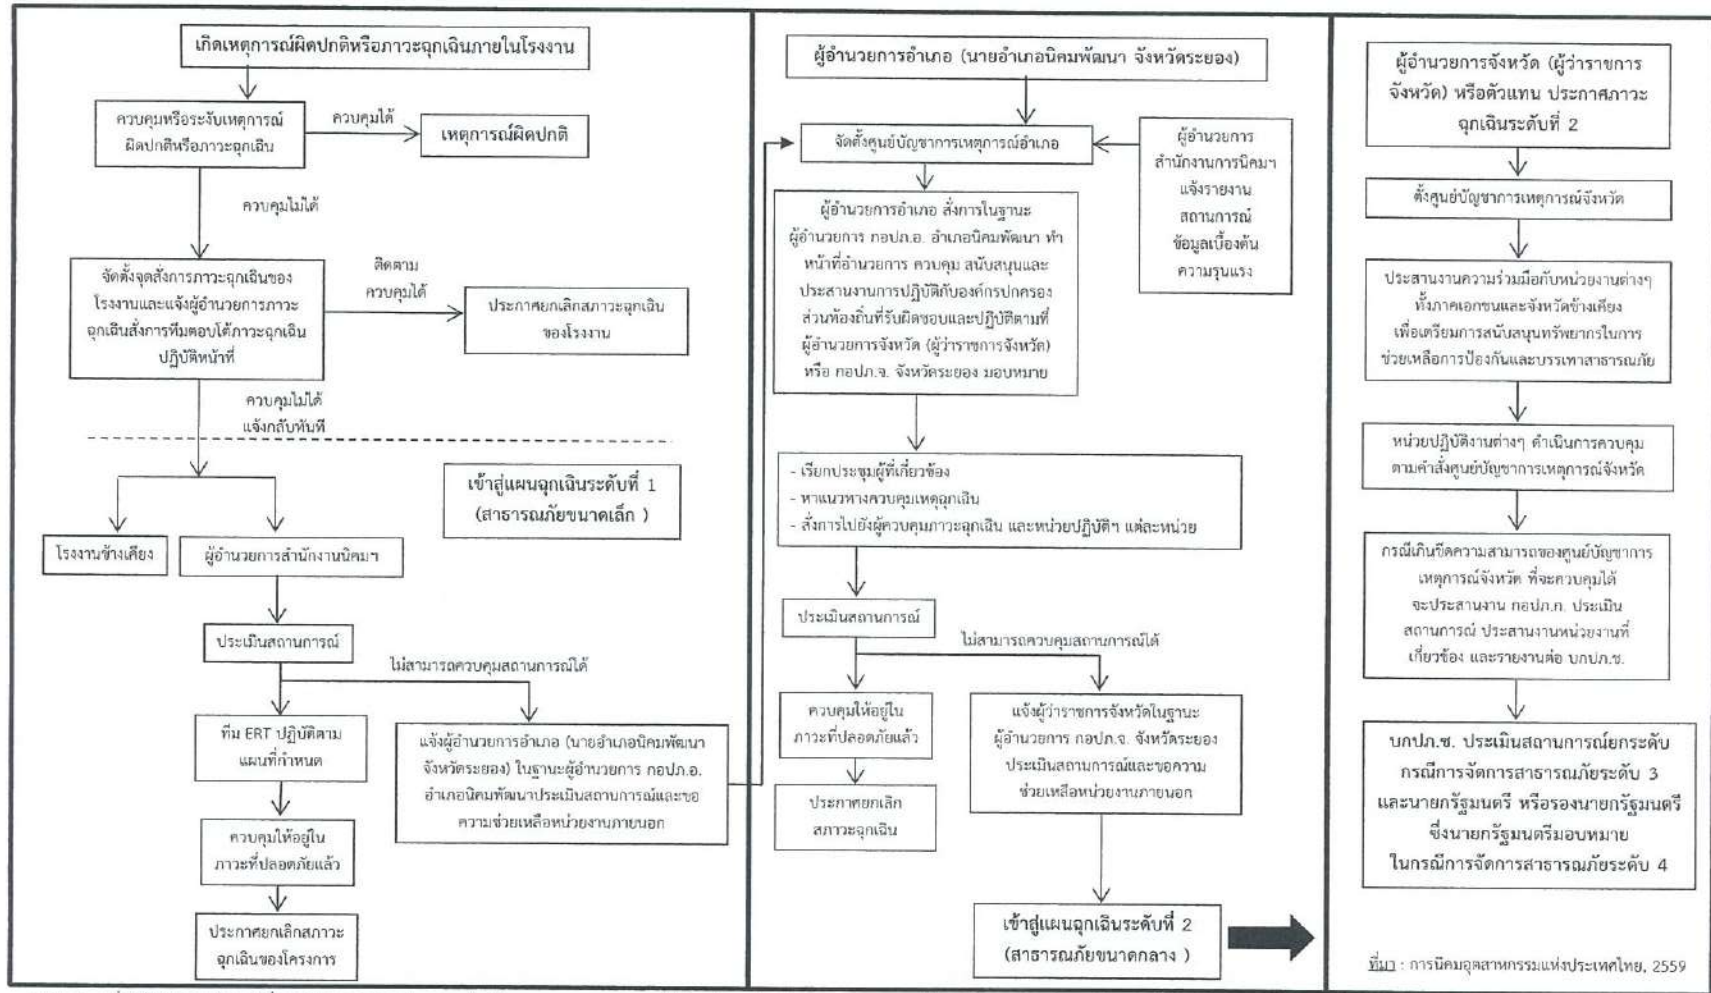 เกิดเหตุการณ์ผิดปกติหรือภาวะฉุกเฉินภายในโรงงาน
ควบคุมหรือระงับเหตุการณ์
ผิดปกติหรือภาวะฉุกเฉิน
ควบคุมได้
เหตุการณ์ผิดปกติ
ควบคุมไม่ได้
จัดตั้งจุดสั่งการภาวะฉุกเฉินของ
โรงงานและแจ้งผู้อำนวยการภาวะ
ฉุกเฉินสั่งการทีมตอบโต้ภาวะฉุกเฉิน
ปฏิบัติหน้าที่
ติดตาม
ควบคุมได้
ประกาศยกเลิกสภาวะฉุกเฉิน
ของโรงงาน
ควบคุมไม่ได้
แจ้งกลับทันที
เข้าสู่แผนฉุกเฉินระดับที่ 1
(สาธารณภัยขนาดเล็ก )
โรงงานข้างเคียง
ผู้อำนวยการสำนักงานนิคมฯ
ประเมินสถานการณ์
ไม่สามารถควบคุมสถานการณ์ได้
ทีม ERT ปฏิบัติตาม
แผนที่กำหนด
แจ้งผู้อำนวยการอำเภอ (นายอำเภอนิคมพัฒนา
จังหวัดระยอง) ในฐานะผู้อำนวยการ กอปภ.อ.
อำเภอนิคมพัฒนาประเมินสถานการณ์และขอ
ความช่วยเหลือหน่วยงานภายนอก
ควบคุมให้อยู่ใน
ภาวะที่ปลอดภัยแล้ว
ประกาศยกเลิกสภาวะ
ฉุกเฉินของโครงการ
ผู้อำนวยการอำเภอ (นายอำเภอนิคมพัฒนา จังหวัดระยอง)
จัดตั้งศูนย์บัญชาการเหตุการณ์อำเภอ
ผู้อำนวยการ
สำนักงานการนิคมฯ
แจ้งรายงาน
สถานการณ์
ข้อมูลเบื้องต้น
ความรุนแรง
ผู้อำนวยการอำเภอ สั่งการในฐานะ
ผู้อำนวยการ กอปภ.อ. อำเภอนิคมพัฒนา ทำ
หน้าที่อำนวยการ ควบคุม สนับสนุนและ
ประสานงานการปฏิบัติกับองค์กรปกครอง
ส่วนท้องถิ่นที่รับผิดชอบและปฏิบัติตามที่
ผู้อำนวยการจังหวัด (ผู้ว่าราชการจังหวัด)
หรือ กอปภ.จ. จังหวัดระยอง มอบหมาย
- เรียกประชุมผู้ที่เกี่ยวข้อง
- หาแนวทางควบคุมเหตุฉุกเฉิน
- สั่งการไปยังผู้ควบคุมภาวะฉุกเฉิน และหน่วยปฏิบัติฯ แต่ละหน่วย
ประเมินสถานการณ์
ไม่สามารถควบคุมสถานการณ์ได้
ควบคุมให้อยู่ใน
ภาวะที่ปลอดภัยแล้ว
แจ้งผู้ว่าราชการจังหวัดในฐานะ
ผู้อำนวยการ กอปภ.จ. จังหวัดระยอง
ประเมินสถานการณ์และขอความ
ช่วยเหลือหน่วยงานภายนอก
ประกาศยกเลิก
สภาวะฉุกเฉิน
เข้าสู่แผนฉุกเฉินระดับที่ 2
(สาธารณภัยขนาดกลาง )
ผู้อำนวยการจังหวัด (ผู้ว่าราชการ
จังหวัด) หรือตัวแทน ประกาศภาวะ
ฉุกเฉินระดับที่ 2
ตั้งศูนย์บัญชาการเหตุการณ์จังหวัด
ประสานงานความร่วมมือกับหน่วยงานต่างๆ
ทั้งภาคเอกชนและจังหวัดข้างเคียง
เพื่อเตรียมการสนับสนุนทรัพยากรในการ
ช่วยเหลือการป้องกันและบรรเทาสาธารณภัย
หน่วยปฏิบัติงานต่างๆ ดำเนินการควบคุม
ตามคำสั่งศูนย์บัญชาการเหตุการณ์จังหวัด
กรณีเกินขีดความสามารถของศูนย์บัญชาการ
เหตุการณ์จังหวัด ที่จะควบคุมได้
จะประสานงาน กอปภ.ก. ประเมิน
สถานการณ์ ประสานงานหน่วยงานที่
เกี่ยวข้อง และรายงานต่อ บกปภ.ช.
บกปภ.ช. ประเมินสถานการณ์ยกระดับ
กรณีการจัดการสาธารณภัยระดับ 3
และนายกรัฐมนตรี หรือรองนายกรัฐมนตรี
ซึ่งนายกรัฐมนตรีมอบหมาย
ในกรณีการจัดการสาธารณภัยระดับ 4
ที่มา : การนิคมอุตสาหกรรมแห่งประเทศไทย, 2559